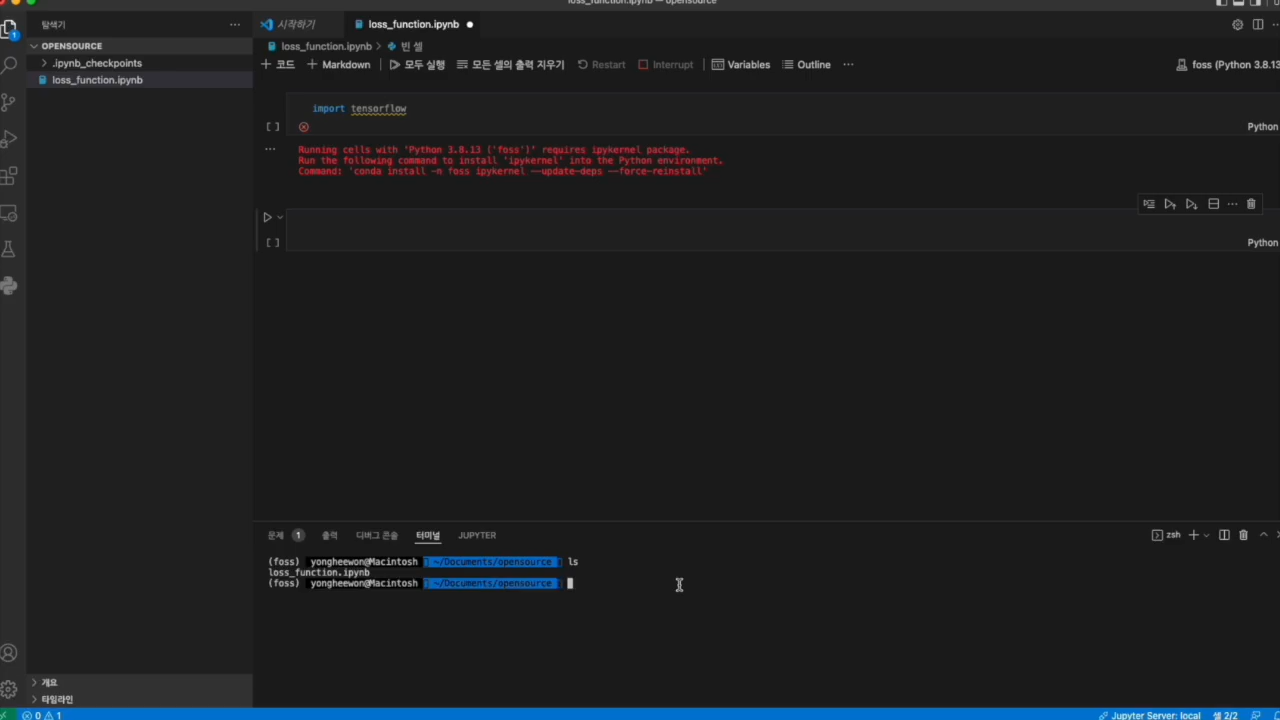 loss_function.ipynb — opensource
탐색기
시작하기
loss_function.ipynb
1
OPENSOURCE
loss_function.ipynb > 빈 셀
.ipynb_checkpoints
loss_function.ipynb
코드 Markdown 모두 실행 모든 셀의 출력 지우기 Restart Interrupt Variables Outline ...
foss (Python 3.8.13
import tensorflow
[ ]
Python
Running cells with 'Python 3.8.13 ('foss')' requires ipykernel package.
Run the following command to install 'ipykernel' into the Python environment.
Command: 'conda install -n foss ipykernel --update-deps --force-reinstall'
[ ]
Python
문제 1 출력 디버그 콘솔 터미널 JUPYTER
zsh
(foss) yongheewon@Macintosh ~/Documents/opensource ls
loss_function.ipynb
(foss) yongheewon@Macintosh ~/Documents/opensource
개요
타임라인
0 1
Jupyter Server: local 셀 2/2